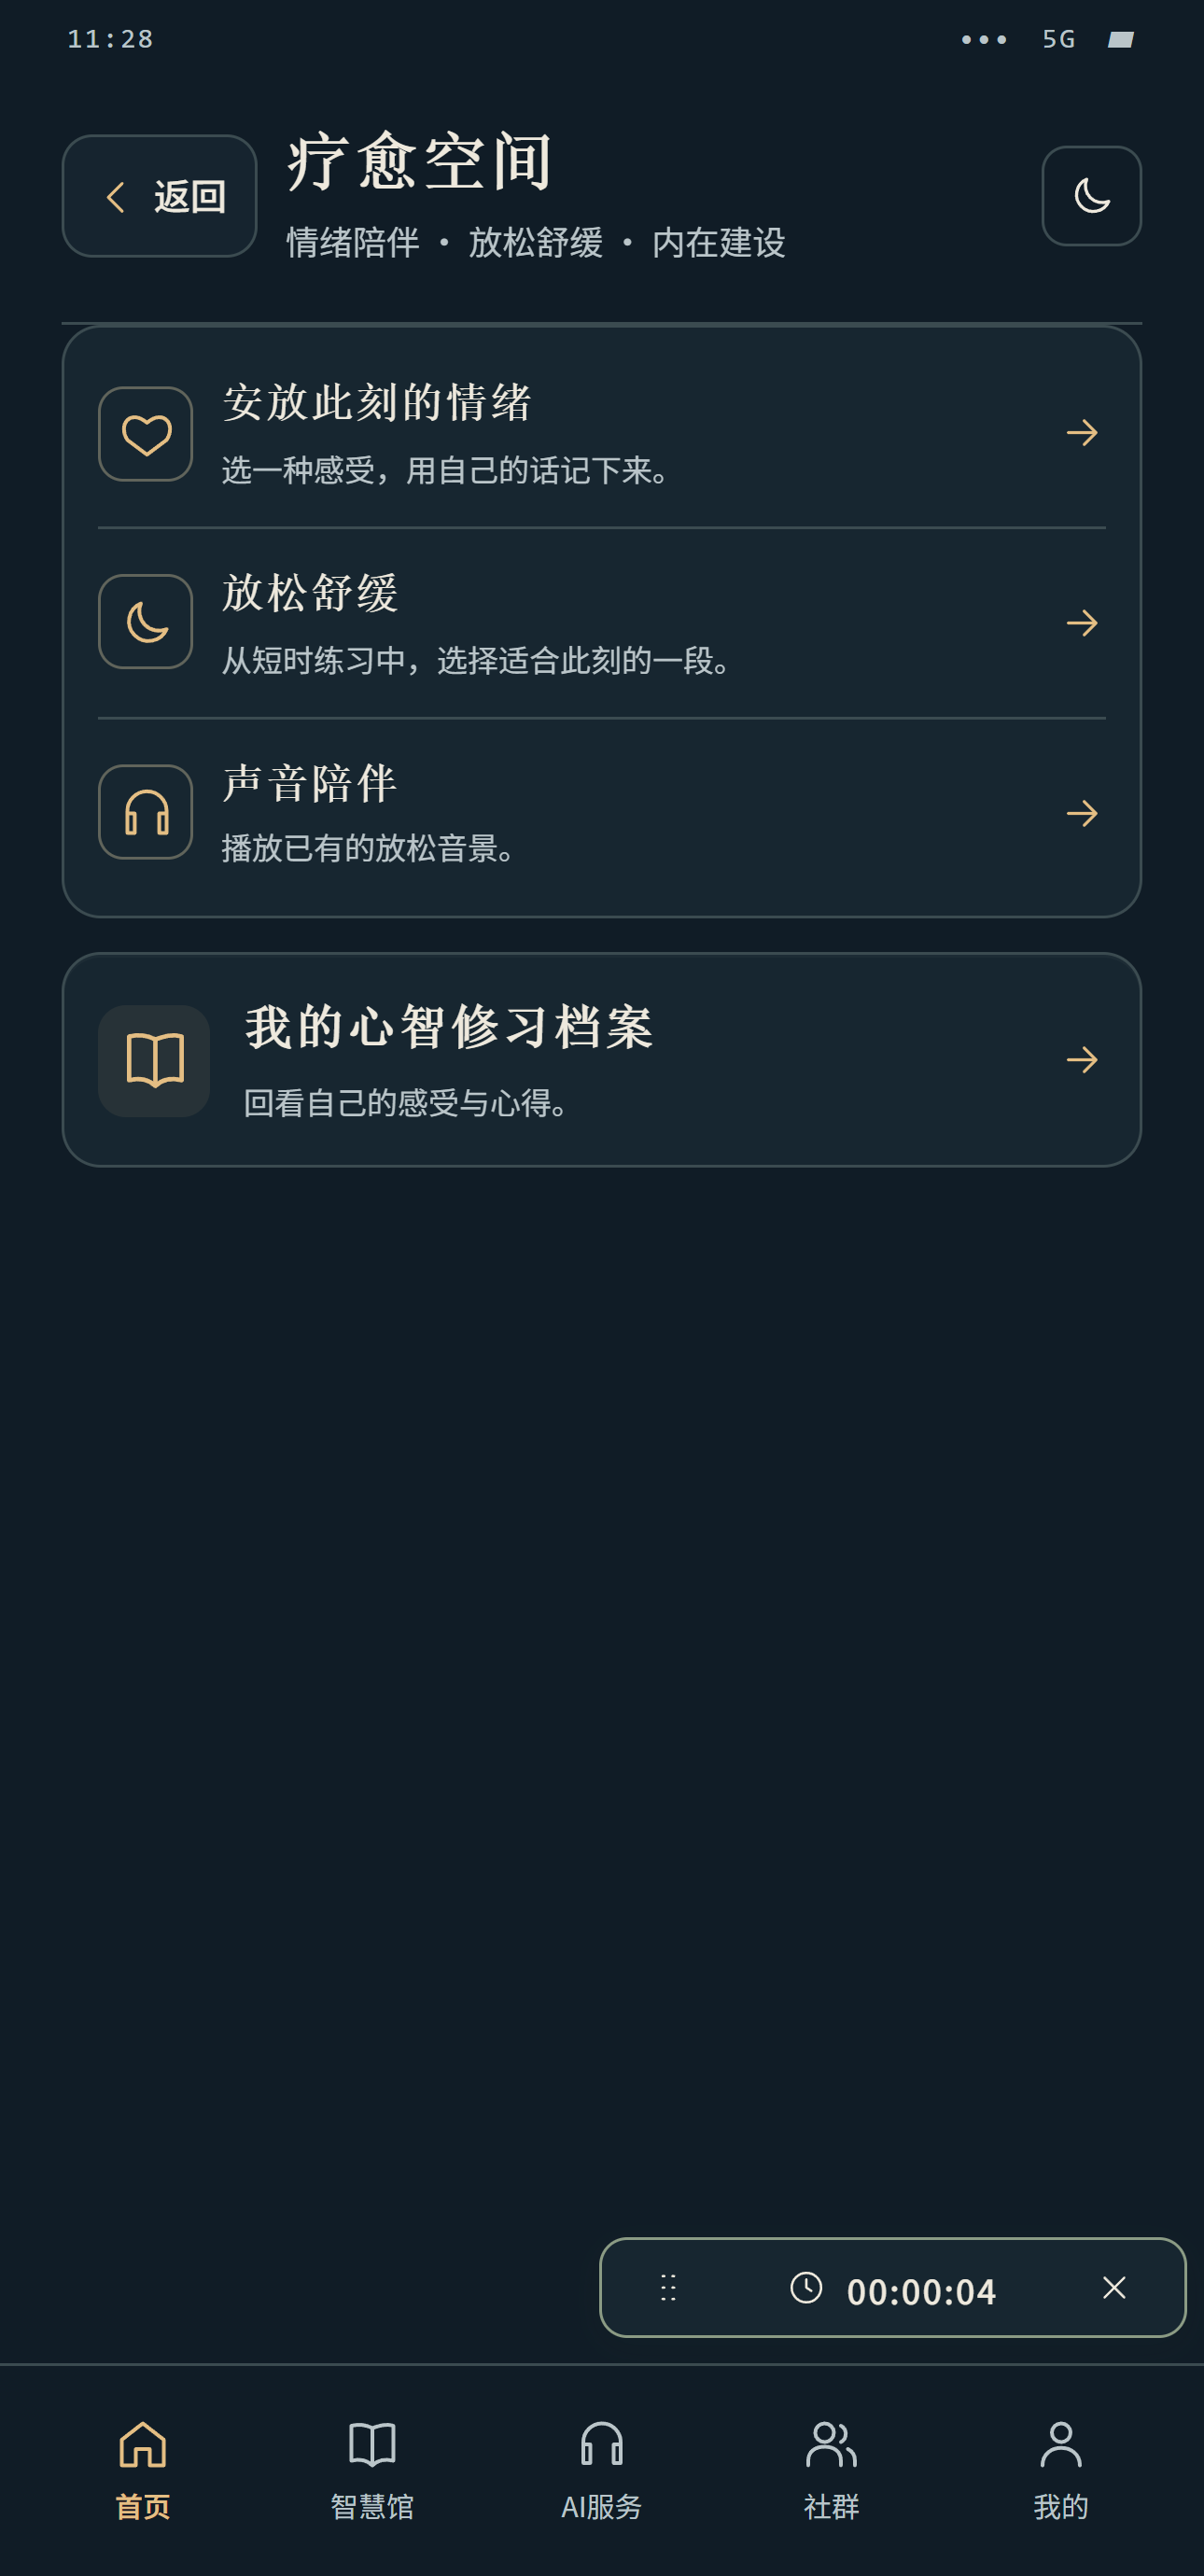 11:28
••• 5G
返回
疗愈空间
情绪陪伴 · 放松舒缓 · 内在建设
安放此刻的情绪
选一种感受，用自己的话记下来。
放松舒缓
从短时练习中，选择适合此刻的一段。
声音陪伴
播放已有的放松音景。
我的心智修习档案
回看自己的感受与心得。
00:00:04
首页
智慧馆
AI服务
社群
我的